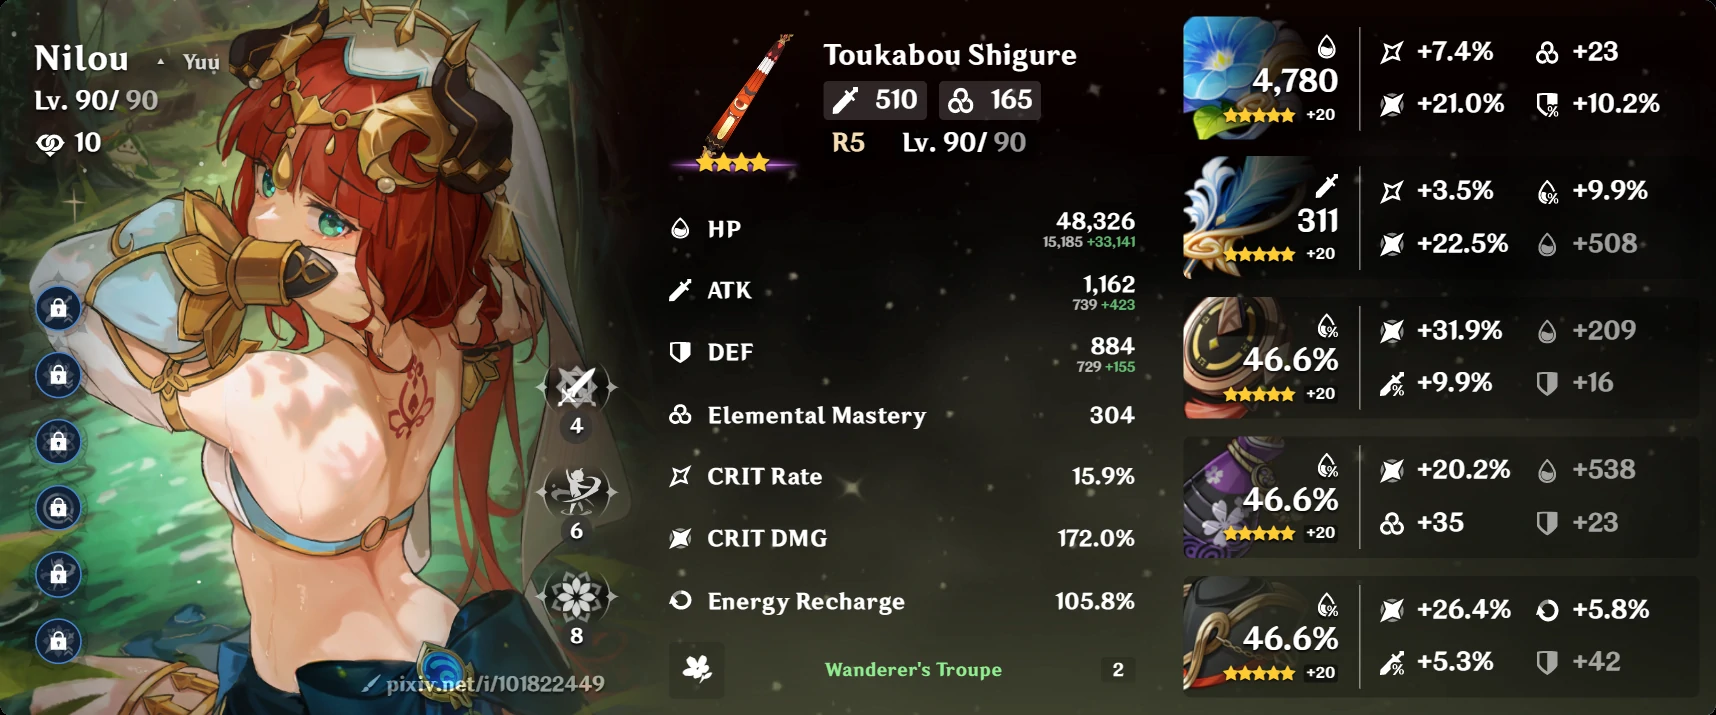 Nilou ▲ Yuyu
Lv. 90/ 90
10
4
6
8
pixiv.net/i/101822449
Toukabou Shigure
510 165
R5 Lv. 90/ 90
HP 48,326
15,185 +33,141
ATK 1,162
739 +423
DEF 884
729 +155
Elemental Mastery 304
CRIT Rate 15.9%
CRIT DMG 172.0%
Energy Recharge 105.8%
Wanderer's Troupe 2
4,780
+20
+7.4% +23
+21.0% +10.2%
311
+20
+3.5% +9.9%
+22.5% +508
46.6%
+20
+31.9% +209
+9.9% +16
46.6%
+20
+20.2% +538
+35 +23
46.6%
+20
+26.4% +5.8%
+5.3% +42